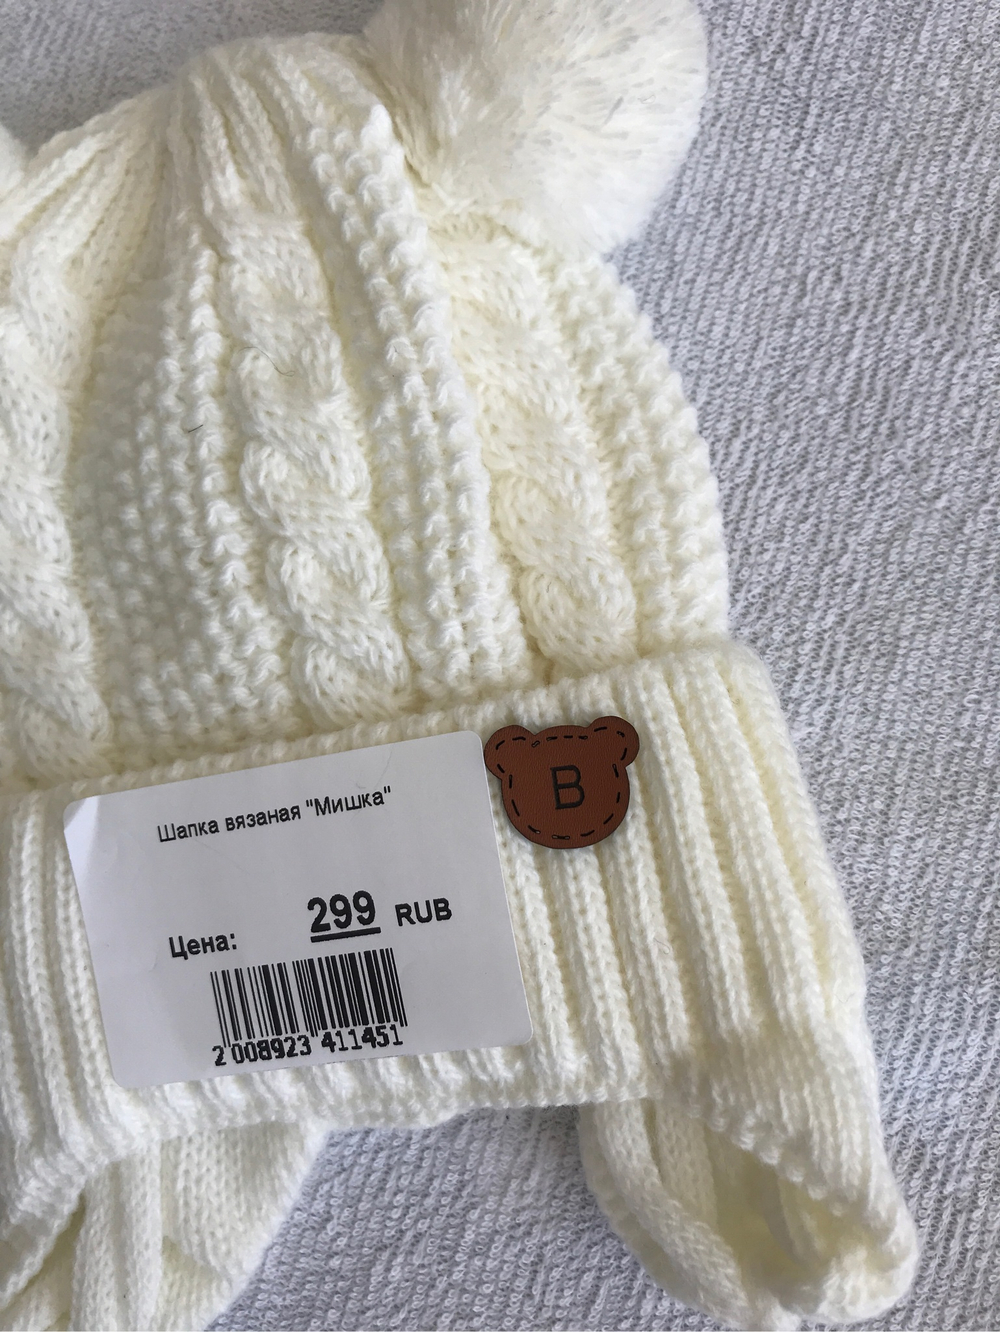 B
Шапка вязаная "Мишка"
Цена: 299 RUB
2 008923 411451